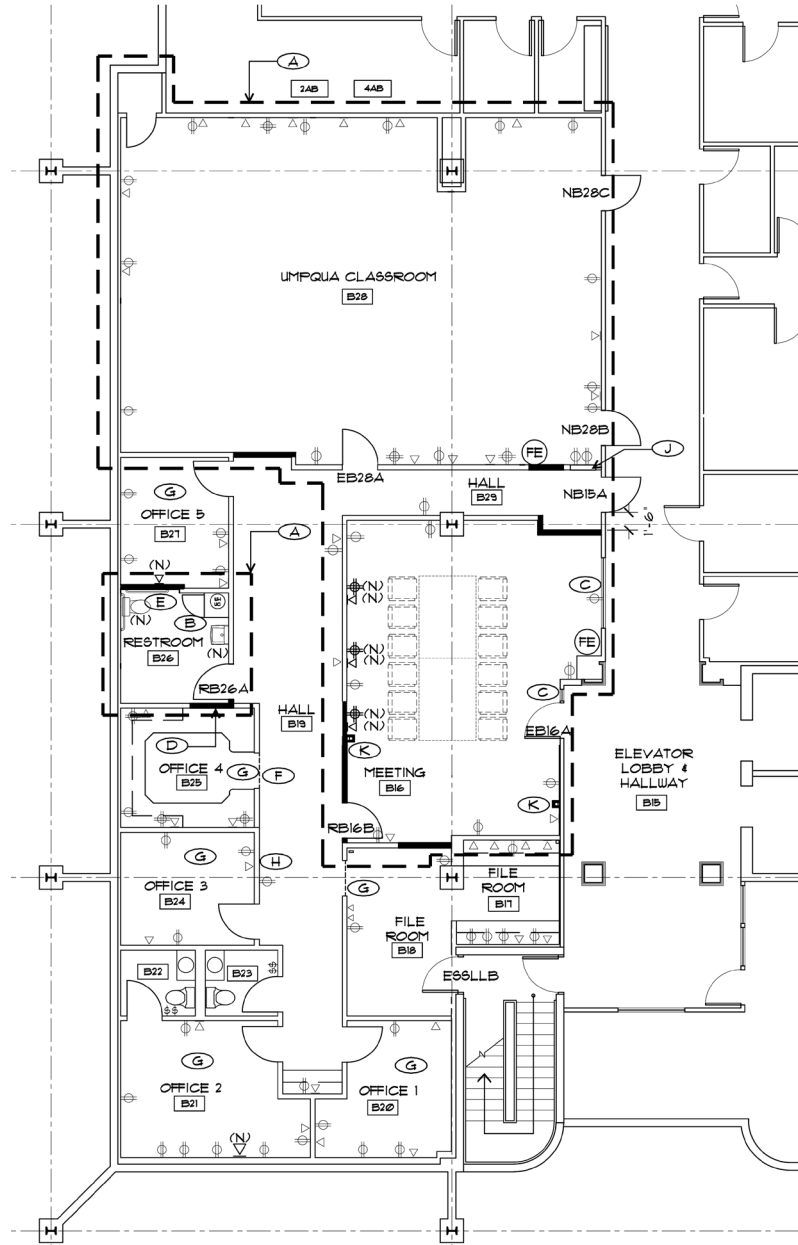 A
2AB
4AB
NB28C
UMPQUA CLASSROOM
B28
NB28B
FE
J
EB28A
HALL
B29
NB15A
G
OFFICE 5
B27
A
1'-6"
(N)
C
(N)
(N)
E
B
RE
(N)
FE
RESTROOM
(N)
B26
(N)
(N)
RB26A
C
HALL
B19
(N)
(N)
EB16A
D
K
ELEVATOR
LOBBY &
HALLWAY
B15
OFFICE 4
G
F
B25
MEETING
B16
K
RB16B
G
H
OFFICE 3
B24
G
FILE
ROOM
B17
FILE
ROOM
B18
B22
B23
$$
ESSLLB
$$
G
G
OFFICE 2
B21
OFFICE 1
B20
(N)